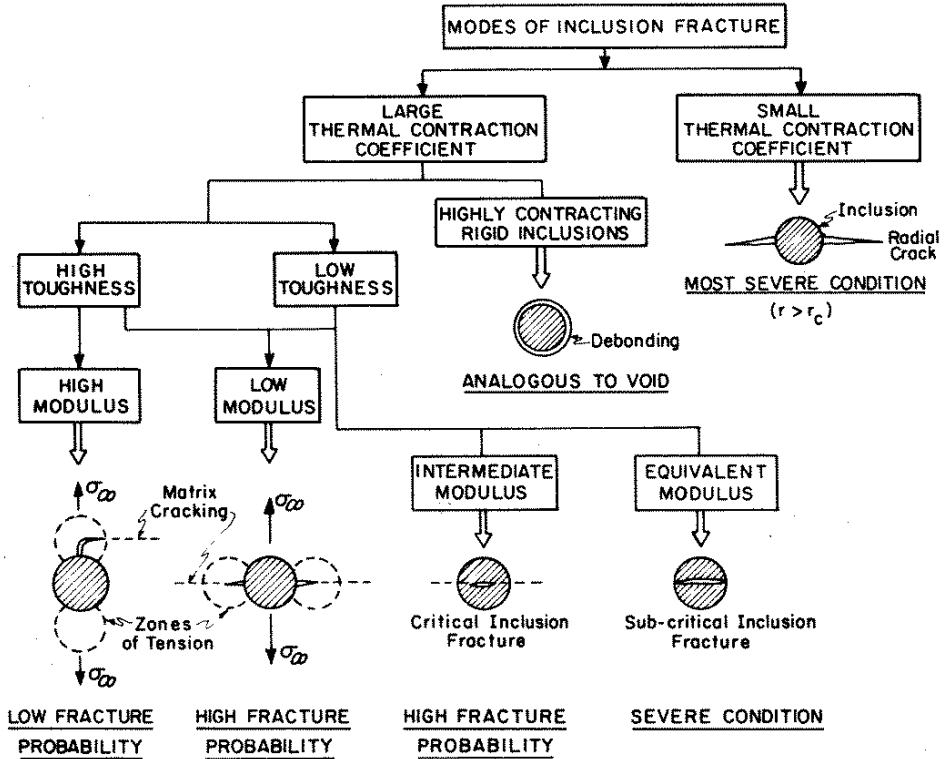 MODES OF INCLUSION FRACTURE
LARGE
THERMAL CONTRACTION
COEFFICIENT
SMALL
THERMAL CONTRACTION
COEFFICIENT
HIGHLY CONTRACTING
RIGID INCLUSIONS
Inclusion
Radial
Crack
MOST SEVERE CONDITION
(r > r_c)
HIGH
TOUGHNESS
LOW
TOUGHNESS
Debonding
ANALOGOUS TO VOID
HIGH
MODULUS
LOW
MODULUS
INTERMEDIATE
MODULUS
EQUIVALENT
MODULUS
σ∞
Matrix
Cracking
σ∞
Zones
of Tension
σ∞
σ∞
Critical Inclusion
Fracture
Sub-critical Inclusion
Fracture
LOW FRACTURE
PROBABILITY
HIGH FRACTURE
PROBABILITY
HIGH FRACTURE
PROBABILITY
SEVERE CONDITION